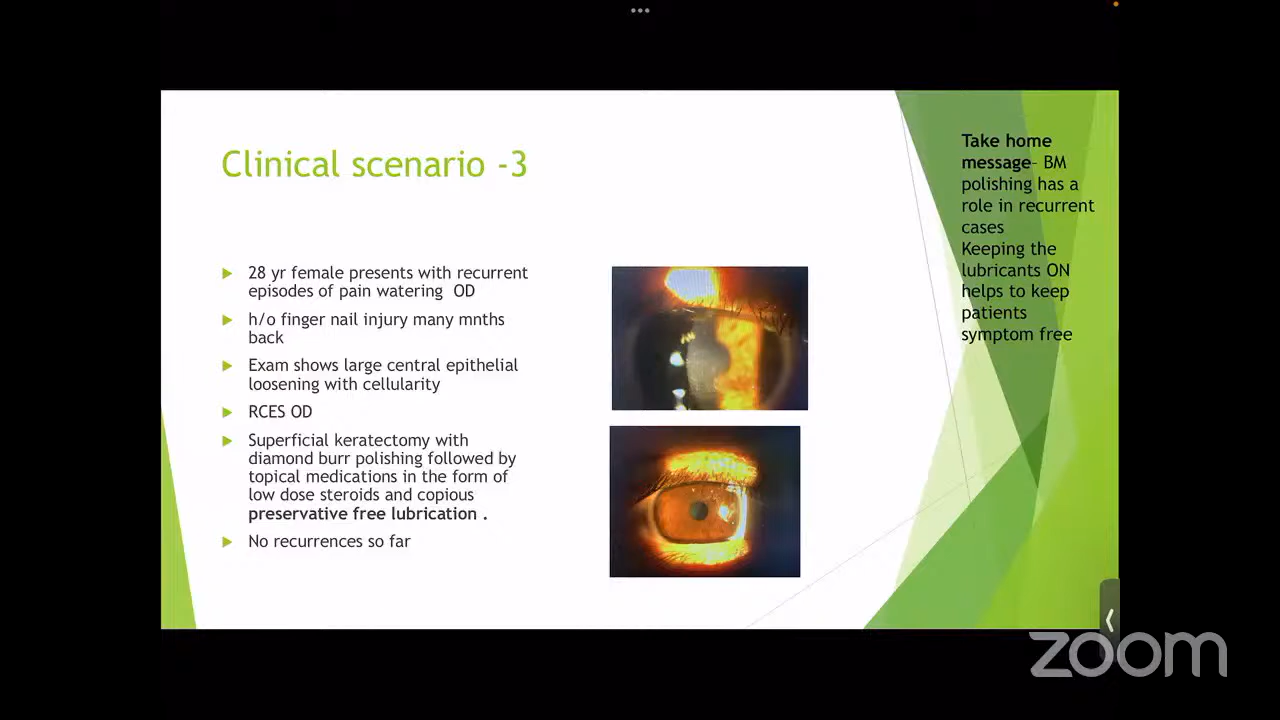 Clinical scenario -3
28 yr female presents with recurrent
episodes of pain watering OD
h/o finger nail injury many mnths
back
Exam shows large central epithelial
loosening with cellularity
RCES OD
Superficial keratectomy with
diamond burr polishing followed by
topical medications in the form of
low dose steroids and copious
preservative free lubrication .
No recurrences so far
Take home
message- BM
polishing has a
role in recurrent
cases
Keeping the
lubricants ON
helps to keep
patients
symptom free
zoom